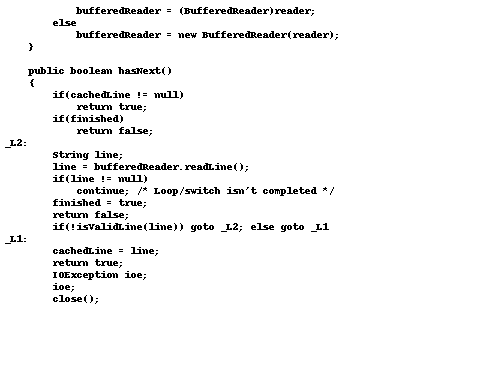 bufferedReader = (BufferedReader)reader;
        else
            bufferedReader = new BufferedReader(reader);
    }
    public boolean hasNext()
    {
        if(cachedLine != null)
            return true;
        if(finished)
            return false;
_L2:
        String line;
        line = bufferedReader.readLine();
        if(line != null)
            continue; /* Loop/switch isn't completed */
        finished = true;
        return false;
        if(!isValidLine(line)) goto _L2; else goto _L1
_L1:
        cachedLine = line;
        return true;
        IOException ioe;
        ioe;
        close();